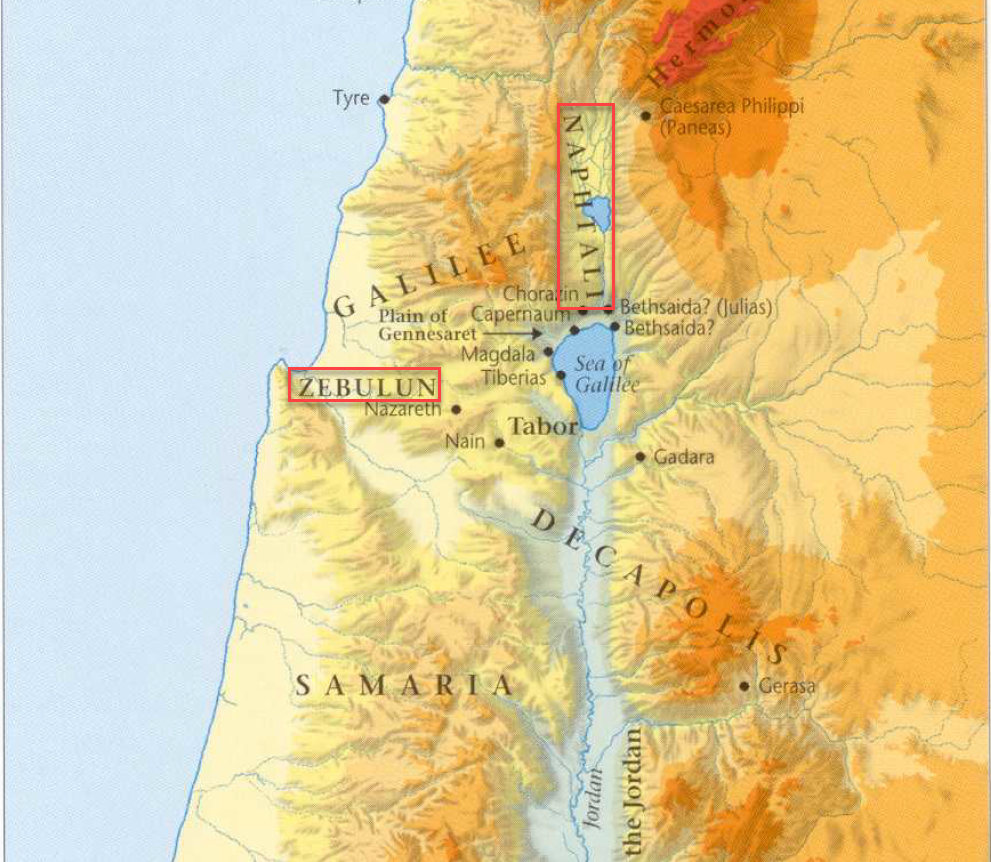 Hermo
Tyre
Caesarea Philippi
(Paneas)
NAPHTALI
GALILEE
Chorazin
Bethsaida? (Julias)
Plain of
Gennesaret
Capernaum
Bethsaida?
Magdala
Sea of
Galilee
Tiberias
ZEBULUN
Nazareth
Tabor
Nain
Gadara
DECAPOLIS
SAMARIA
Gerasa
Jordan
the Jordan